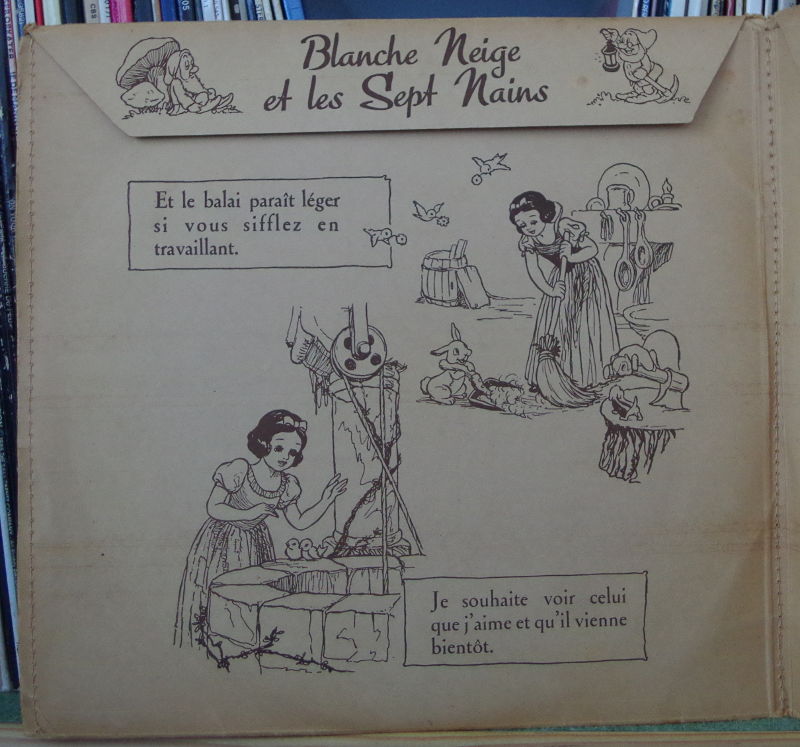 Blanche Neige
et les Sept Nains
Et le balai paraît léger
si vous sifflez en
travaillant.
Je souhaite voir celui
que j'aime et qu'il vienne
bientôt.